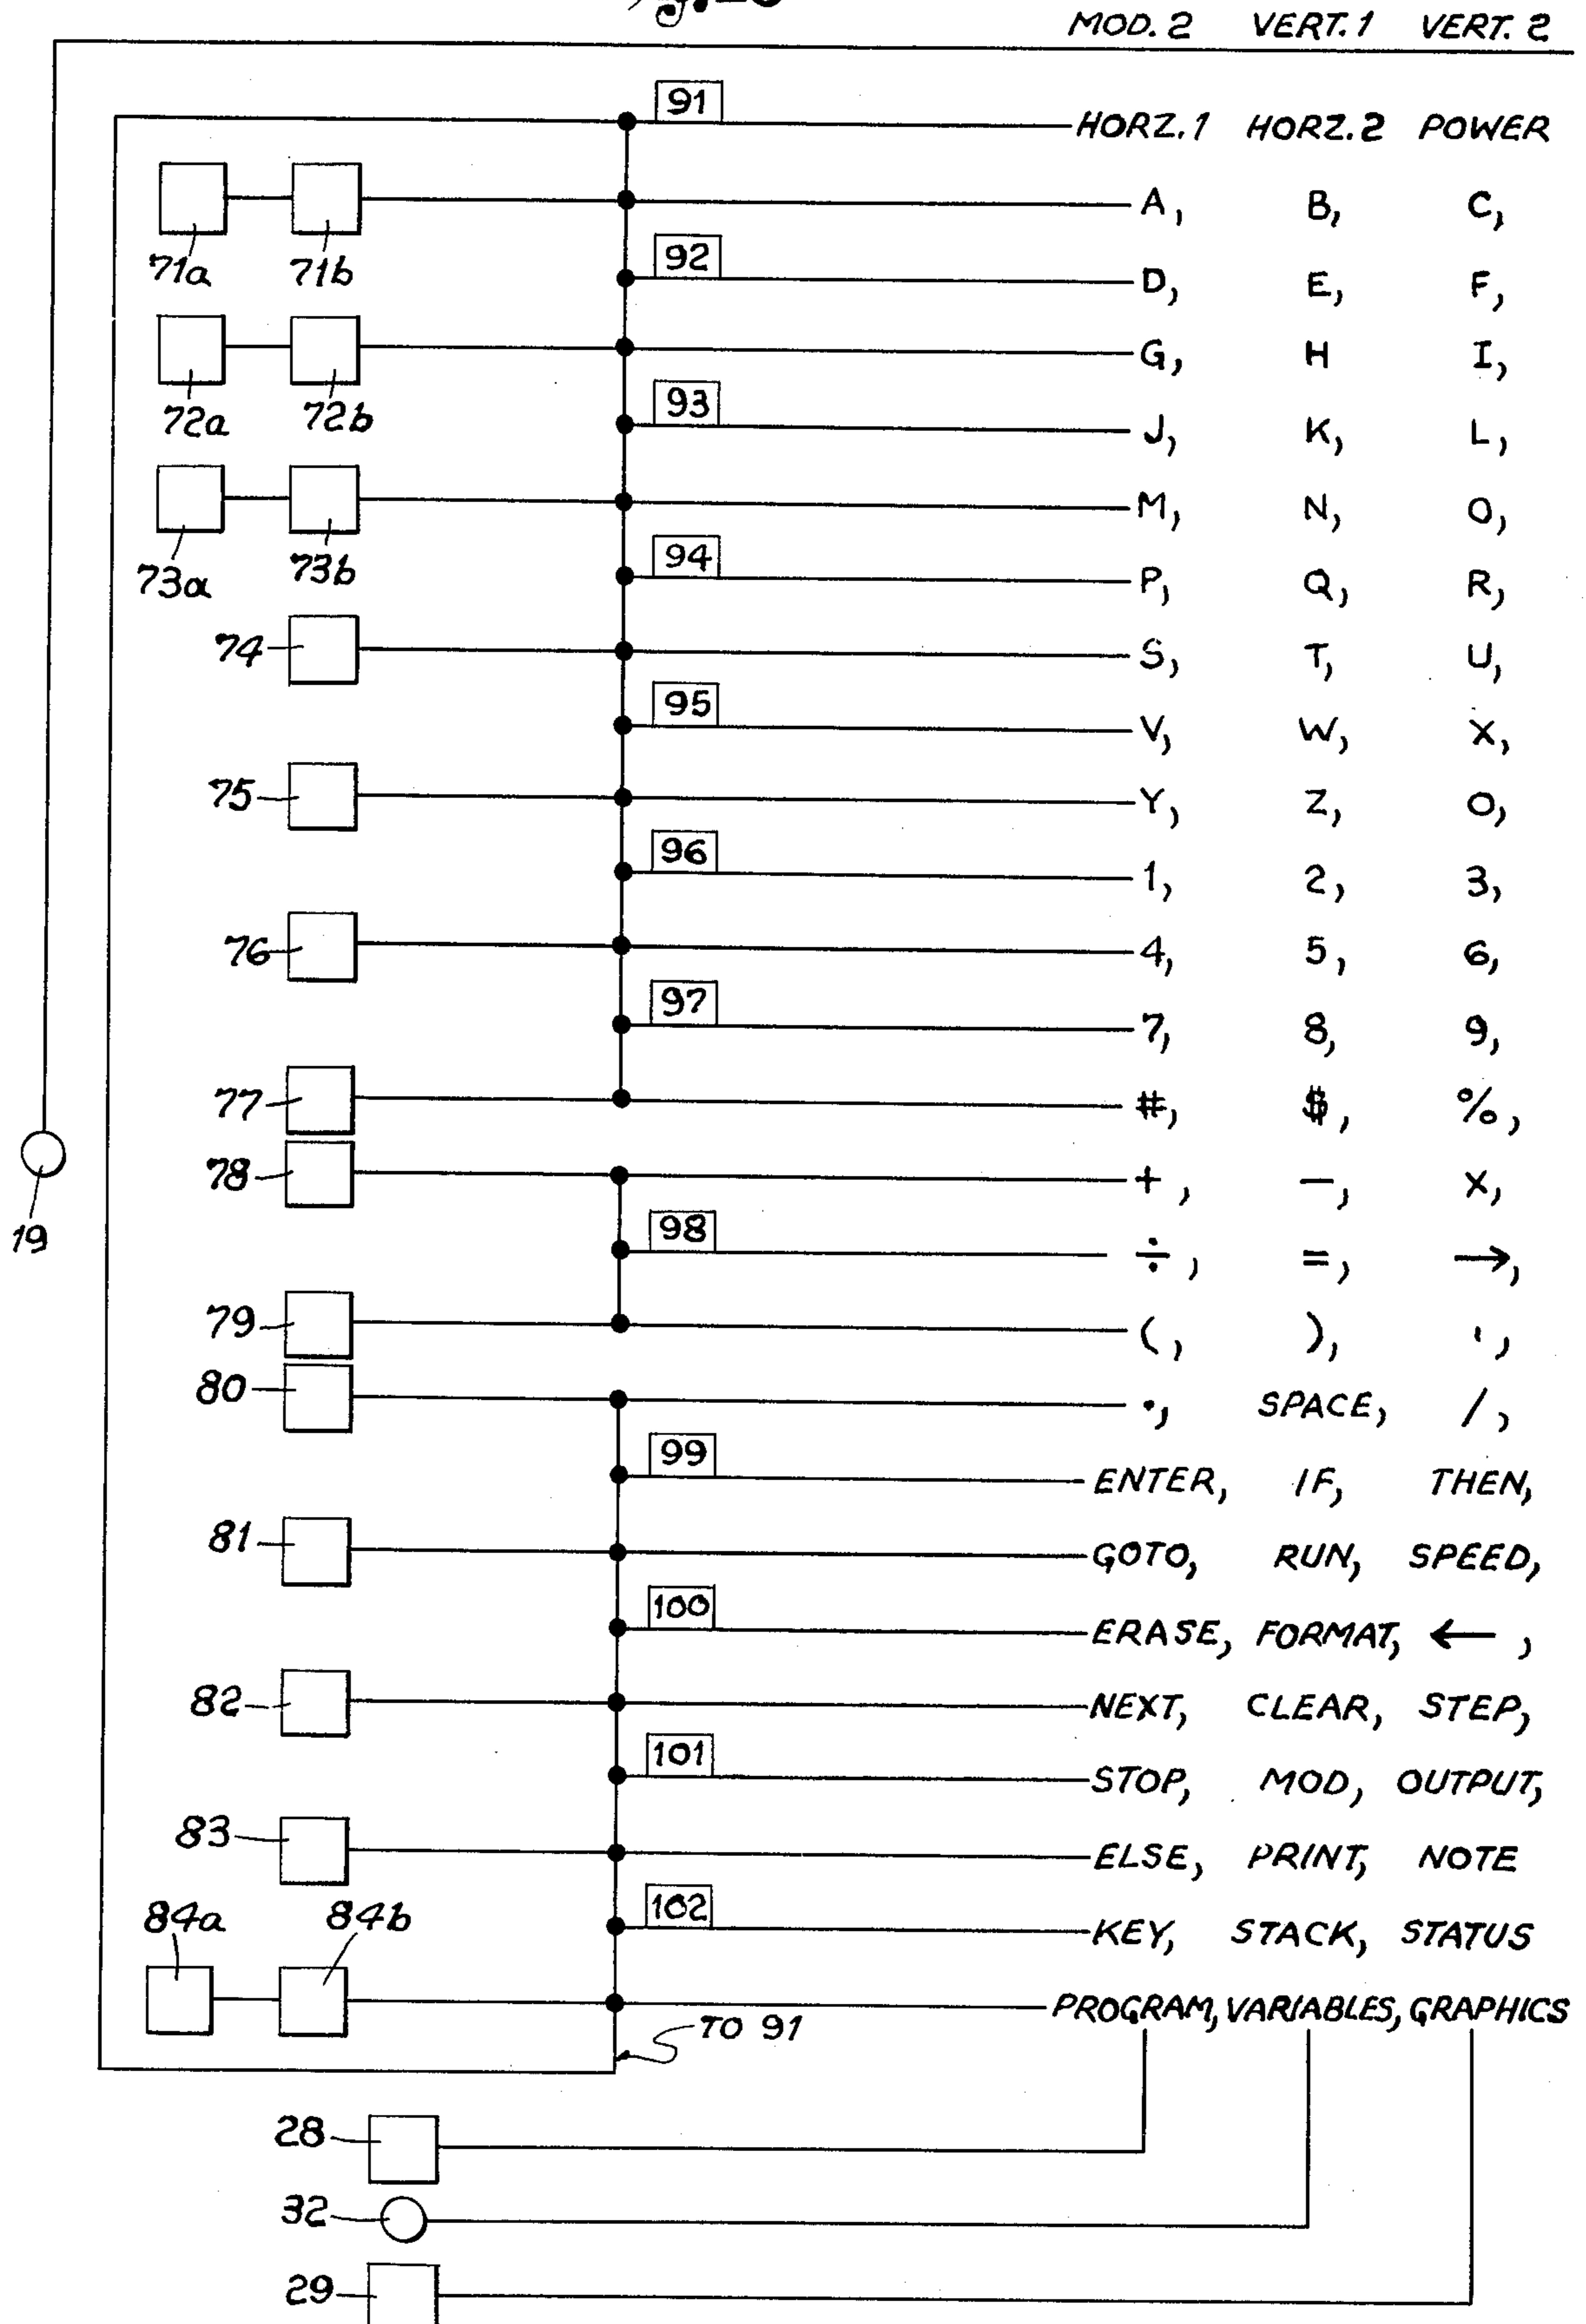 MOD. 2 VERT. 1 VERT. 2
91
HORZ. 1 HORZ. 2 POWER
A, B, C,
71a 71b
92
D, E, F,
G, H I,
72a 72b
93
J, K, L,
M, N, O,
73a 73b
94
P, Q, R,
74 S, T, U,
95
V, W, X,
75 Y, Z, 0,
96
1, 2, 3,
76 4, 5, 6,
97
7, 8, 9,
77 #, $, %,
78 +, −, ×,
19
98
÷, =, →,
79 (, ), ',
80 ., SPACE, /,
99
ENTER, IF, THEN,
81 GOTO, RUN, SPEED,
100
ERASE, FORMAT, ←,
82 NEXT, CLEAR, STEP,
101
STOP, MOD, OUTPUT,
83 ELSE, PRINT, NOTE
84a 84b
102
KEY, STACK, STATUS
PROGRAM, VARIABLES, GRAPHICS
TO 91
28
32
29